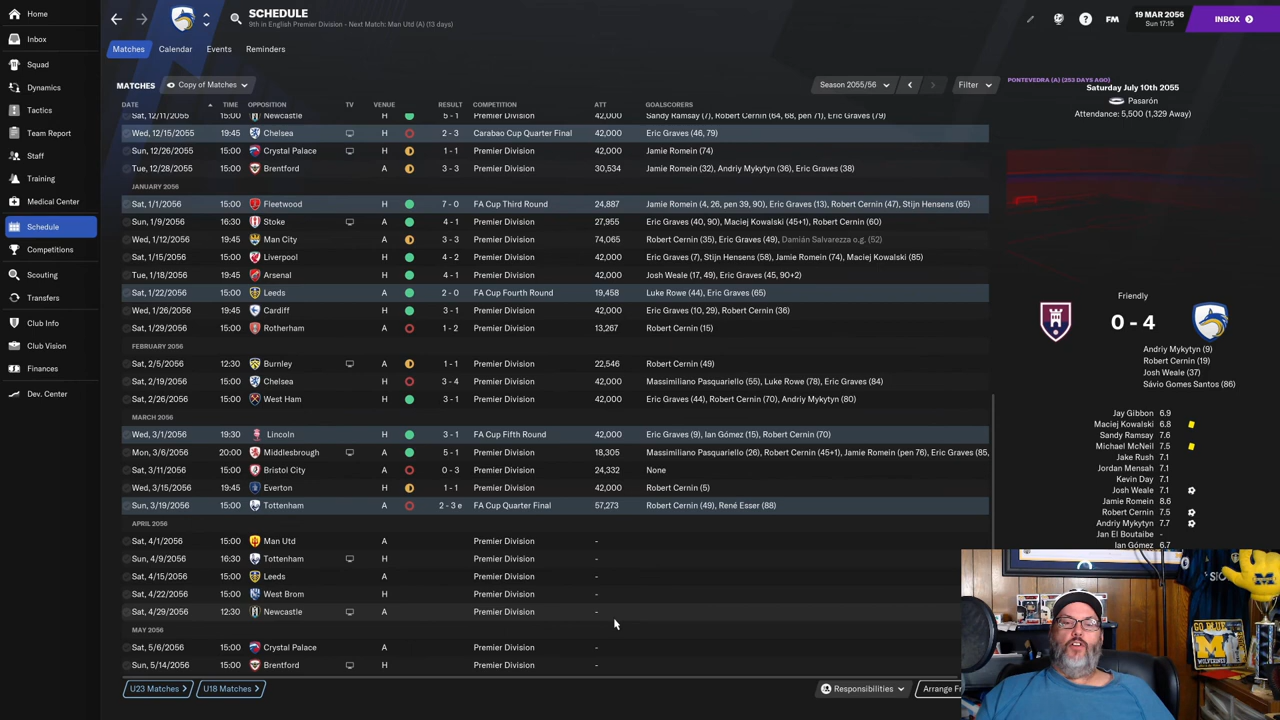 Home
Inbox
Squad
Dynamics
Tactics
Team Report
Staff
Training
Medical Center
Schedule
Competitions
Scouting
Transfers
Club Info
Club Vision
Finances
Dev. Center
SCHEDULE
9th in English Premier Division - Next Match: Man Utd (A) (13 days)
FM
19 MAR 2056
Sun 17:15
INBOX
Matches Calendar Events Reminders
MATCHES Copy of Matches Season 2055/56 Filter
DATE TIME OPPOSITION TV VENUE RESULT COMPETITION ATT GOALSCORERS
Sat, 12/11/2055 15:00 Newcastle H 5 - 1 Premier Division 42,000 Sandy Ramsay (7), Robert Cernin (64, 68, pen 71), Eric Graves (79)
Wed, 12/15/2055 19:45 Chelsea H 2 - 3 Carabao Cup Quarter Final 42,000 Eric Graves (46, 79)
Sun, 12/26/2055 15:00 Crystal Palace H 1 - 1 Premier Division 42,000 Jamie Romein (74)
Tue, 12/28/2055 15:00 Brentford A 3 - 3 Premier Division 30,534 Jamie Romein (32), Andriy Mykytyn (36), Eric Graves (38)
JANUARY 2056
Sat, 1/1/2056 15:00 Fleetwood H 7 - 0 FA Cup Third Round 24,887 Jamie Romein (4, 26, pen 39, 90), Eric Graves (13), Robert Cernin (47), Stijn Hensens (65)
Sun, 1/9/2056 16:30 Stoke A 4 - 1 Premier Division 27,955 Eric Graves (40, 90), Maciej Kowalski (45+1), Robert Cernin (60)
Wed, 1/12/2056 19:45 Man City A 3 - 3 Premier Division 74,065 Robert Cernin (35), Eric Graves (49), Damián Salvarezza o.g. (52)
Sat, 1/15/2056 15:00 Liverpool H 4 - 2 Premier Division 42,000 Eric Graves (7), Stijn Hensens (58), Jamie Romein (74), Maciej Kowalski (85)
Tue, 1/18/2056 19:45 Arsenal H 4 - 1 Premier Division 42,000 Josh Weale (17, 49), Eric Graves (45, 90+2)
Sat, 1/22/2056 15:00 Leeds A 2 - 0 FA Cup Fourth Round 19,458 Luke Rowe (44), Eric Graves (65)
Wed, 1/26/2056 19:45 Cardiff H 3 - 1 Premier Division 42,000 Eric Graves (10, 29), Robert Cernin (36)
Sat, 1/29/2056 15:00 Rotherham A 1 - 2 Premier Division 13,267 Robert Cernin (15)
FEBRUARY 2056
Sat, 2/5/2056 12:30 Burnley A 1 - 1 Premier Division 22,546 Robert Cernin (49)
Sat, 2/19/2056 15:00 Chelsea H 3 - 4 Premier Division 42,000 Massimiliano Pasquariello (55), Luke Rowe (78), Eric Graves (84)
Sat, 2/26/2056 15:00 West Ham H 3 - 1 Premier Division 42,000 Eric Graves (44), Robert Cernin (70), Andriy Mykytyn (80)
MARCH 2056
Wed, 3/1/2056 19:30 Lincoln H 3 - 1 FA Cup Fifth Round 42,000 Eric Graves (9), Ian Gómez (15), Robert Cernin (70)
Mon, 3/6/2056 20:00 Middlesbrough A 5 - 1 Premier Division 18,305 Massimiliano Pasquariello (26), Robert Cernin (45+1), Jamie Romein (pen 76), Eric Graves (85,
Sat, 3/11/2056 15:00 Bristol City A 0 - 3 Premier Division 24,332 None
Wed, 3/15/2056 19:45 Everton H 1 - 1 Premier Division 42,000 Robert Cernin (5)
Sun, 3/19/2056 15:00 Tottenham A 2 - 3 e FA Cup Quarter Final 57,273 Robert Cernin (49), René Esser (88)
APRIL 2056
Sat, 4/1/2056 15:00 Man Utd A Premier Division -
Sun, 4/9/2056 16:30 Tottenham H Premier Division -
Sat, 4/15/2056 15:00 Leeds A Premier Division -
Sat, 4/22/2056 15:00 West Brom H Premier Division -
Sat, 4/29/2056 12:30 Newcastle A Premier Division -
MAY 2056
Sat, 5/6/2056 15:00 Crystal Palace A Premier Division -
Sun, 5/14/2056 15:00 Brentford H Premier Division -
U23 Matches U18 Matches Responsibilities Arrange Fr
PONTEVEDRA (A) (253 DAYS AGO)
Saturday July 10th 2055
Pasarón
Attendance: 5,500 (1,329 Away)
Friendly
0 - 4
Andriy Mykytyn (9)
Robert Cernin (19)
Josh Weale (37)
Sávio Gomes Santos (86)
Jay Gibbon 6.9
Maciej Kowalski 6.8
Sandy Ramsay 7.6
Michael McNeil 7.5
Jake Rush 7.1
Jordan Mensah 7.1
Kevin Day 7.1
Josh Weale 7.1
Jamie Romein 8.6
Robert Cernin 7.5
Andriy Mykytyn 7.7
Jan El Boutaibe -
Ian Gómez 6.7
GO BLUE
M
WOLVERINES